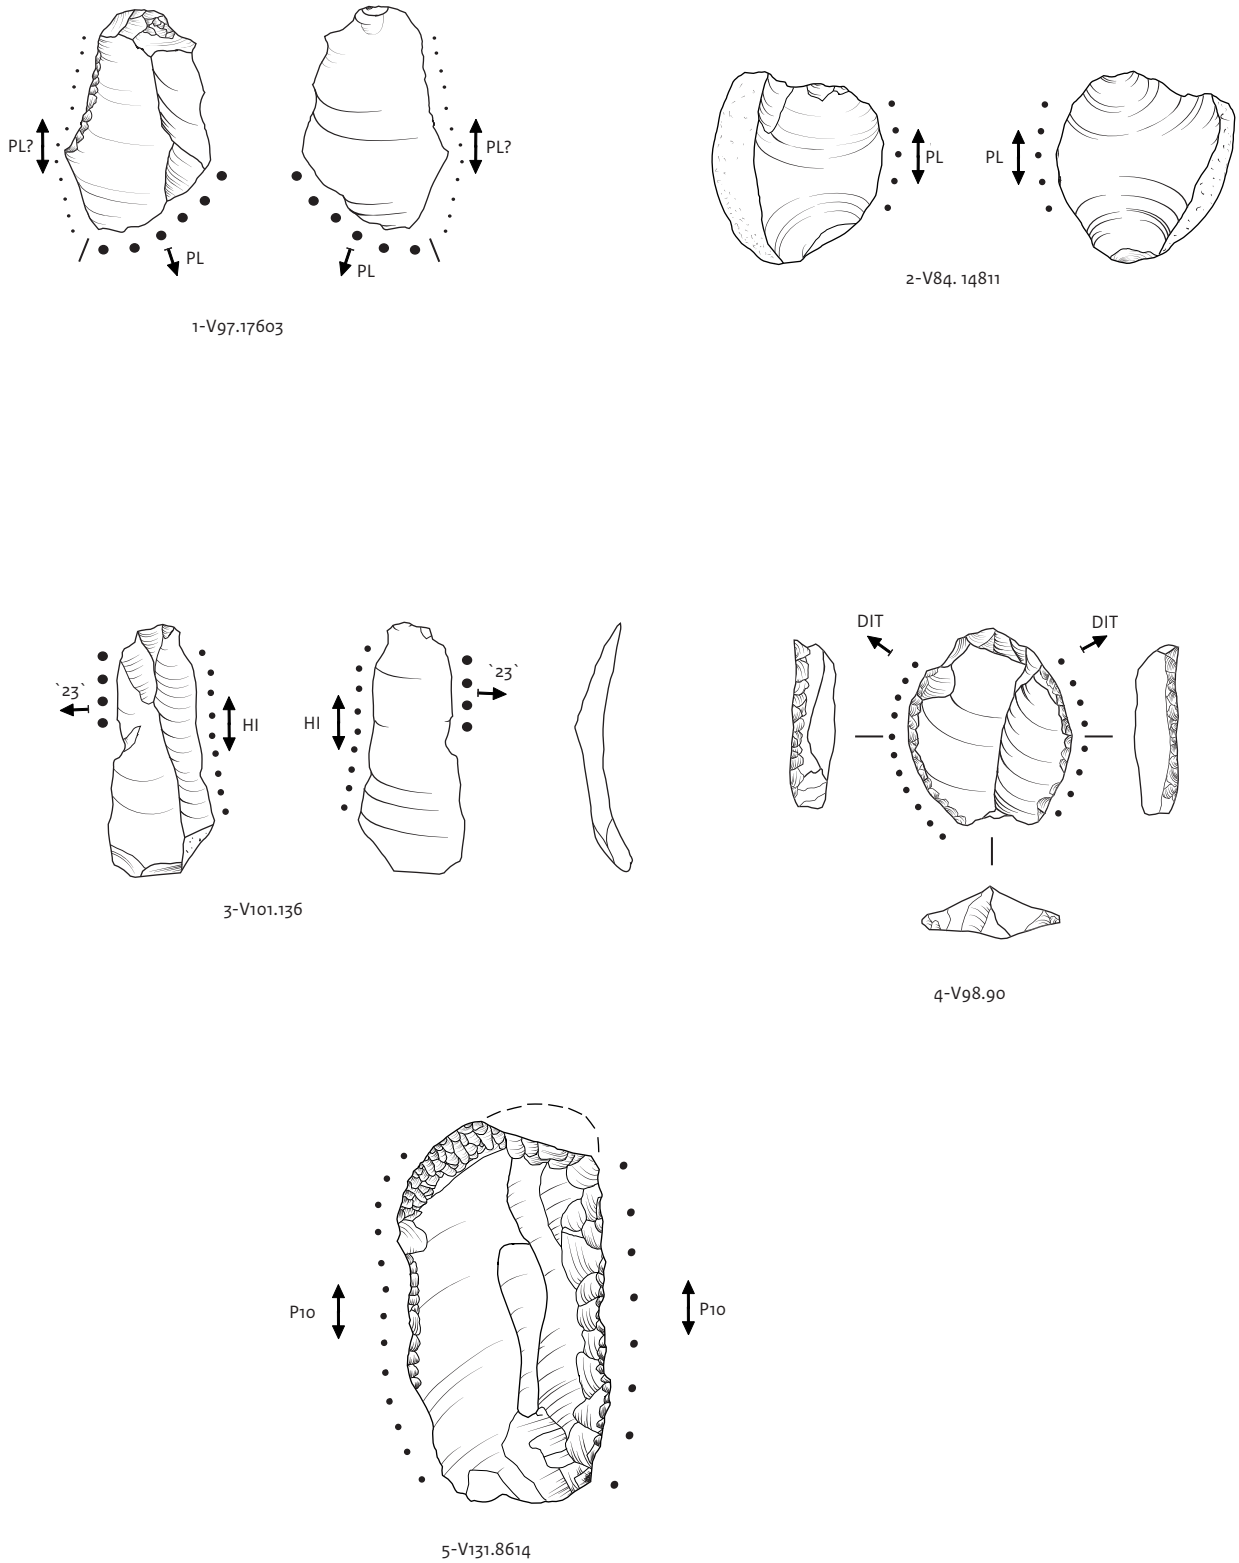 PL?
PL
PL?
PL
1-V97.17603
PL
PL
2-V84. 14811
`23`
HI
HI
`23`
3-V101.136
DIT
DIT
4-V98.90
P10
P10
5-V131.8614